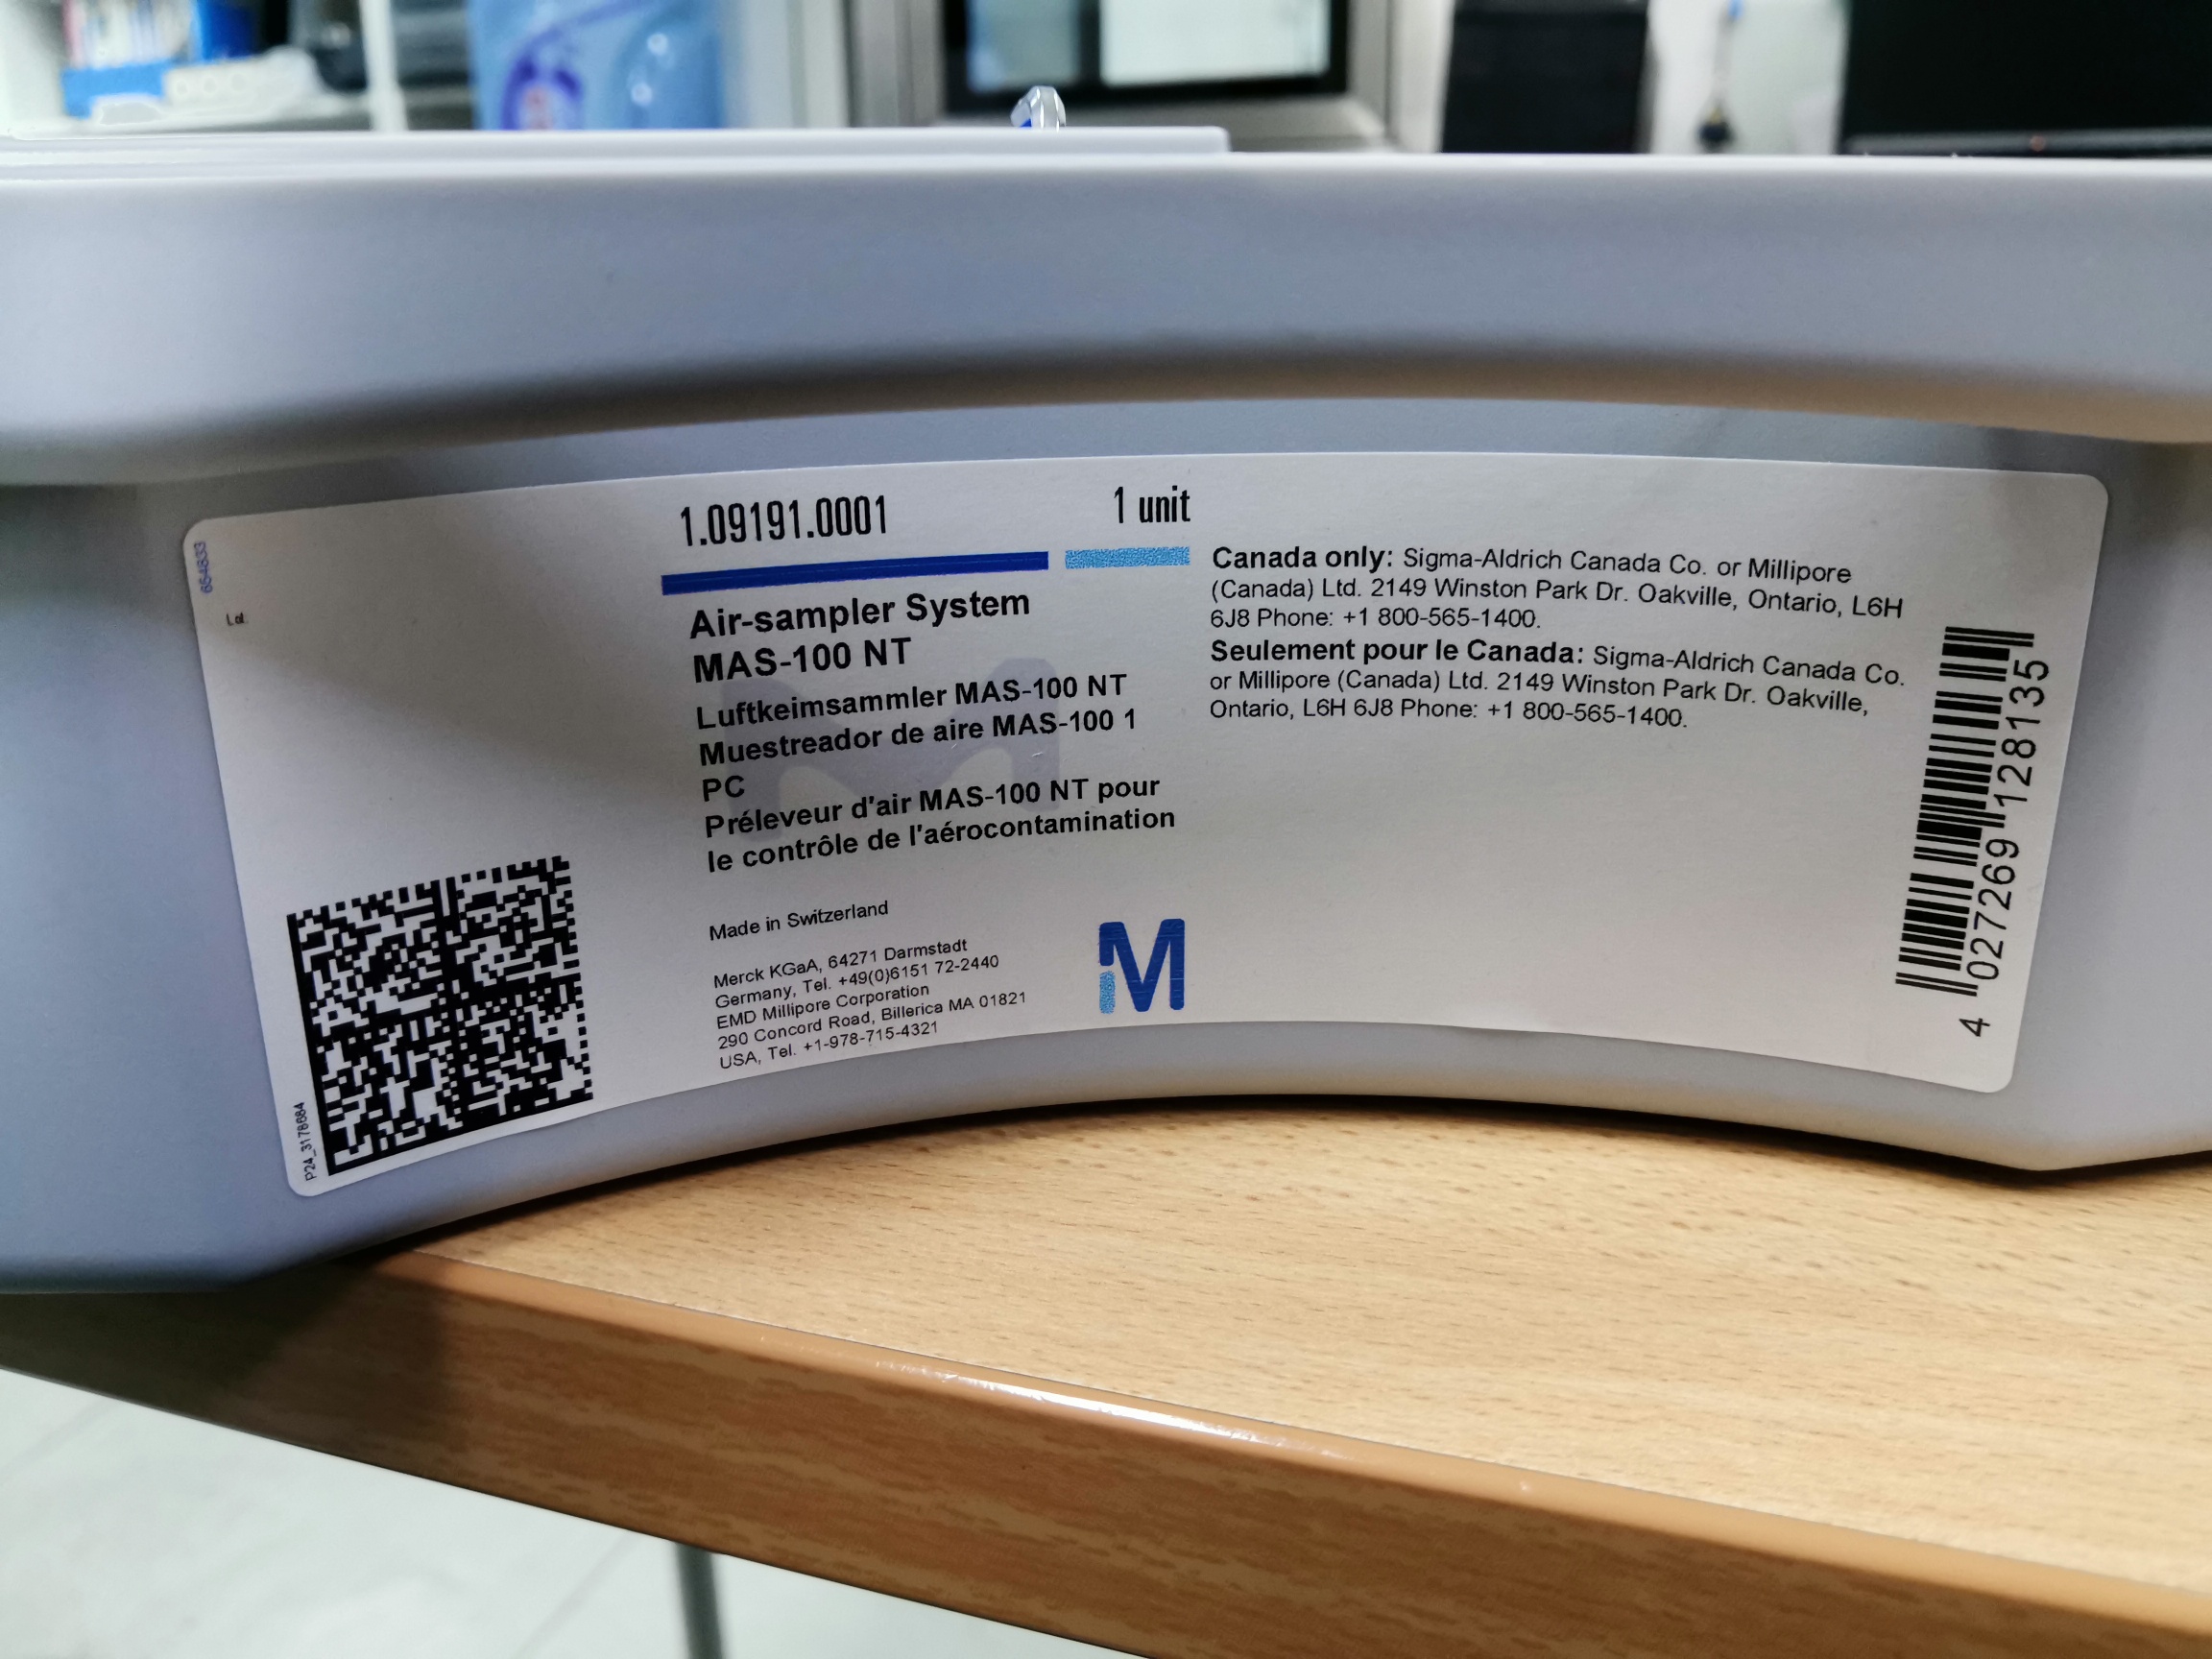 654833
Lot
1.09191.0001
1 unit
Air-sampler System
MAS-100 NT
Luftkeimsammler MAS-100 NT
Muestreador de aire MAS-100 1
PC
Préleveur d'air MAS-100 NT pour
le contrôle de l'aérocontamination
Made in Switzerland
Merck KGaA, 64271 Darmstadt
Germany, Tel. +49(0)6151 72-2440
EMD Millipore Corporation
290 Concord Road, Billerica MA 01821
USA, Tel. +1-978-715-4321
M
P24_3178684
Canada only: Sigma-Aldrich Canada Co. or Millipore
(Canada) Ltd. 2149 Winston Park Dr. Oakville, Ontario, L6H
6J8 Phone: +1 800-565-1400.
Seulement pour le Canada: Sigma-Aldrich Canada Co.
or Millipore (Canada) Ltd. 2149 Winston Park Dr. Oakville,
Ontario, L6H 6J8 Phone: +1 800-565-1400.
4 027269 128135